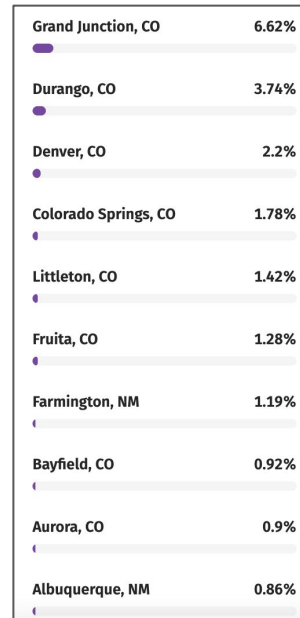 Grand Junction, CO 6.62%
Durango, CO 3.74%
Denver, CO 2.2%
Colorado Springs, CO 1.78%
Littleton, CO 1.42%
Fruita, CO 1.28%
Farmington, NM 1.19%
Bayfield, CO 0.92%
Aurora, CO 0.9%
Albuquerque, NM 0.86%